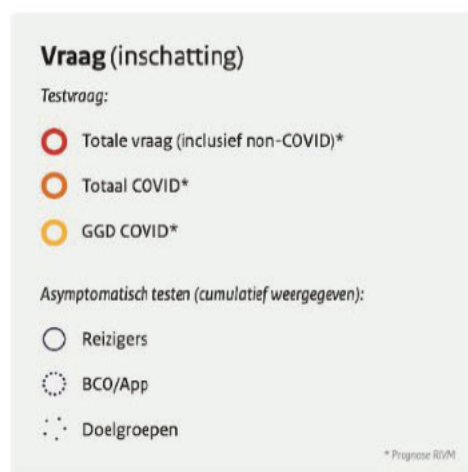 Vraag (inschatting)
Testvraag:
Totale vraag (inclusief non-COVID)*
Totaal COVID*
GGD COVID*
Asymptomatisch testen (cumulatief weergegeven):
Reizigers
BCO/App
Doelgroepen
* Prognose RIVM